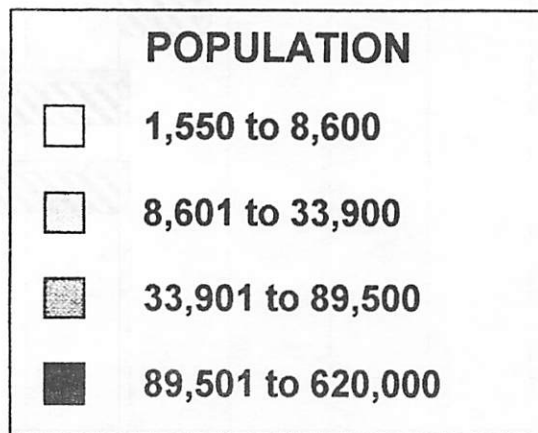 POPULATION
1,550 to 8,600
8,601 to 33,900
33,901 to 89,500
89,501 to 620,000